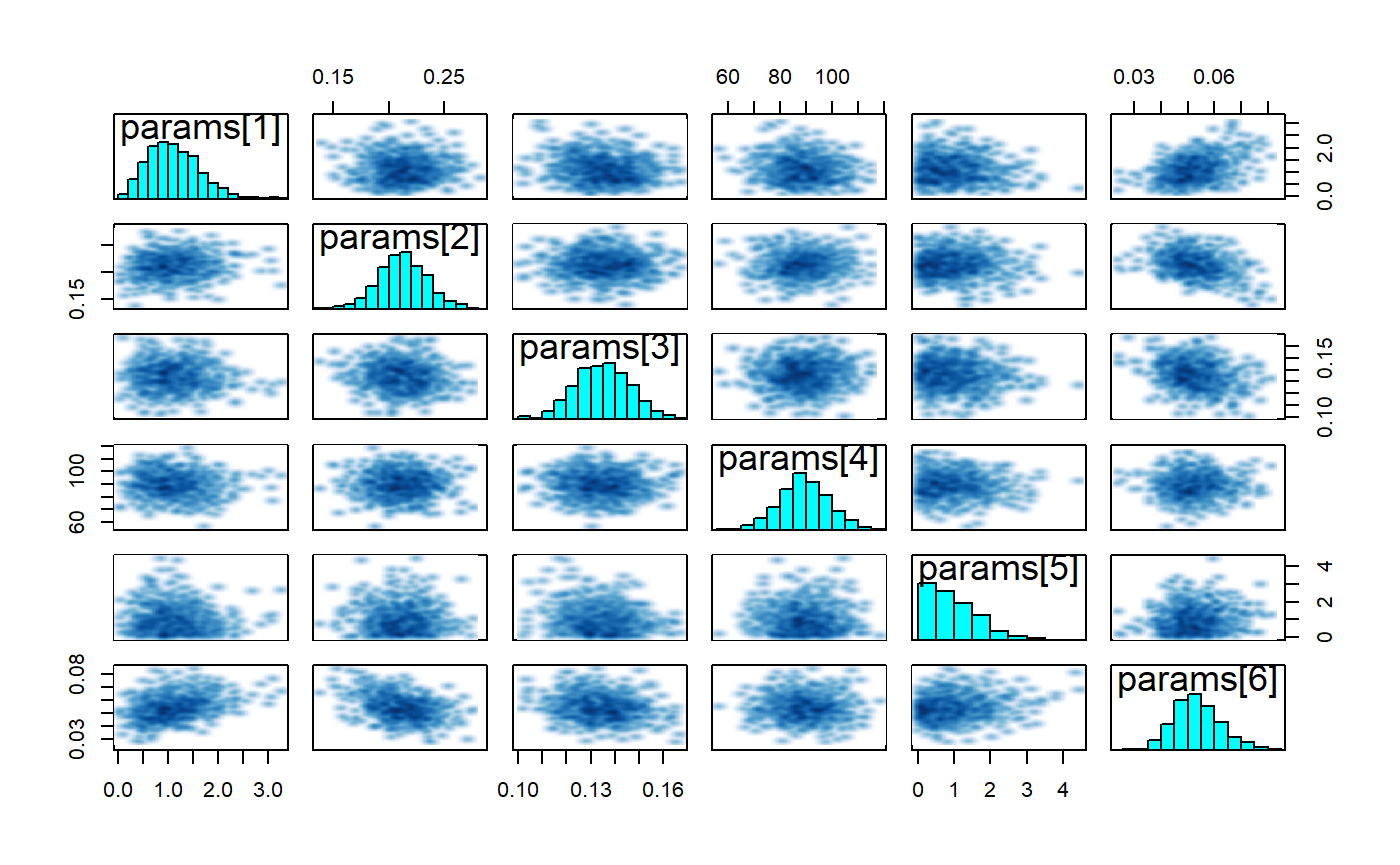 0.15 0.25 60 80 100 0.03 0.06
params[1] 0.0 2.0
0.15 params[2]
params[3] 0.10 0.15
60 100 params[4]
params[5] 0 2 4
0.03 0.08 params[6]
0.0 1.0 2.0 3.0 0.10 0.13 0.16 0 1 2 3 4